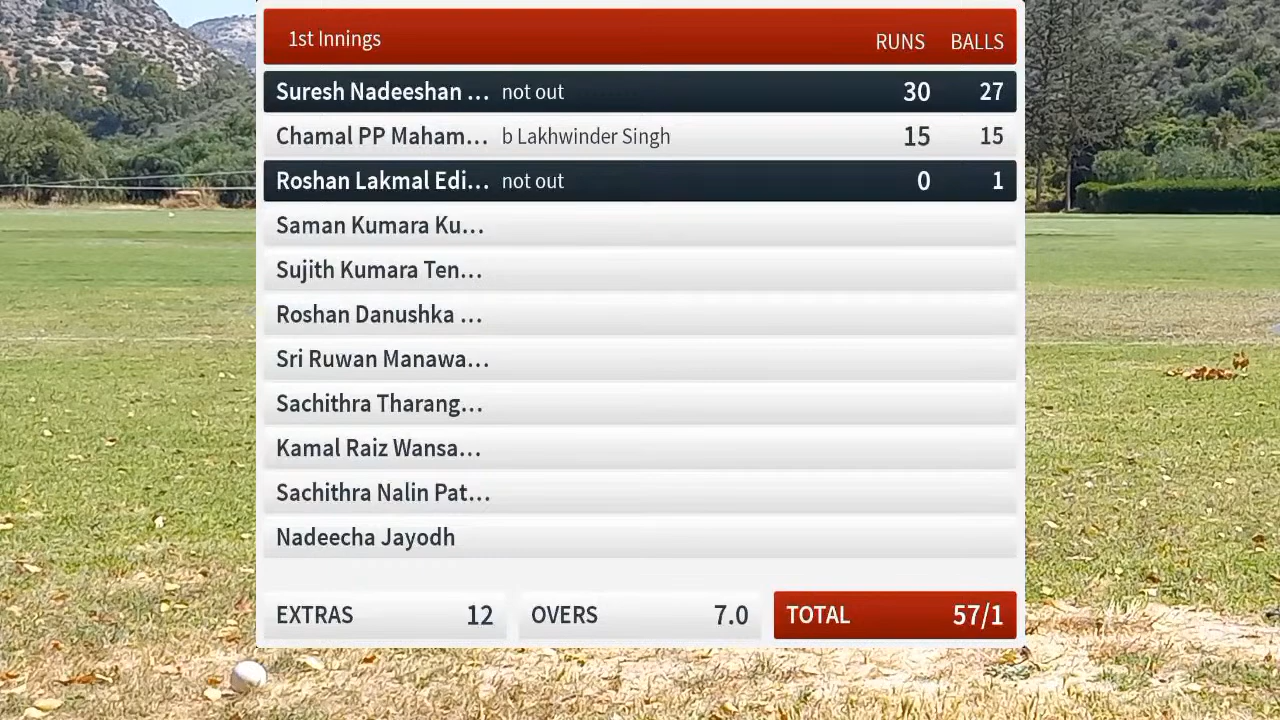 1st Innings RUNS BALLS
Suresh Nadeeshan ... not out 30 27
Chamal PP Maham... b Lakhwinder Singh 15 15
Roshan Lakmal Edi... not out 0 1
Saman Kumara Ku...
Sujith Kumara Ten...
Roshan Danushka ...
Sri Ruwan Manawa...
Sachithra Tharang...
Kamal Raiz Wansa...
Sachithra Nalin Pat...
Nadeecha Jayodh
EXTRAS 12 OVERS 7.0 TOTAL 57/1